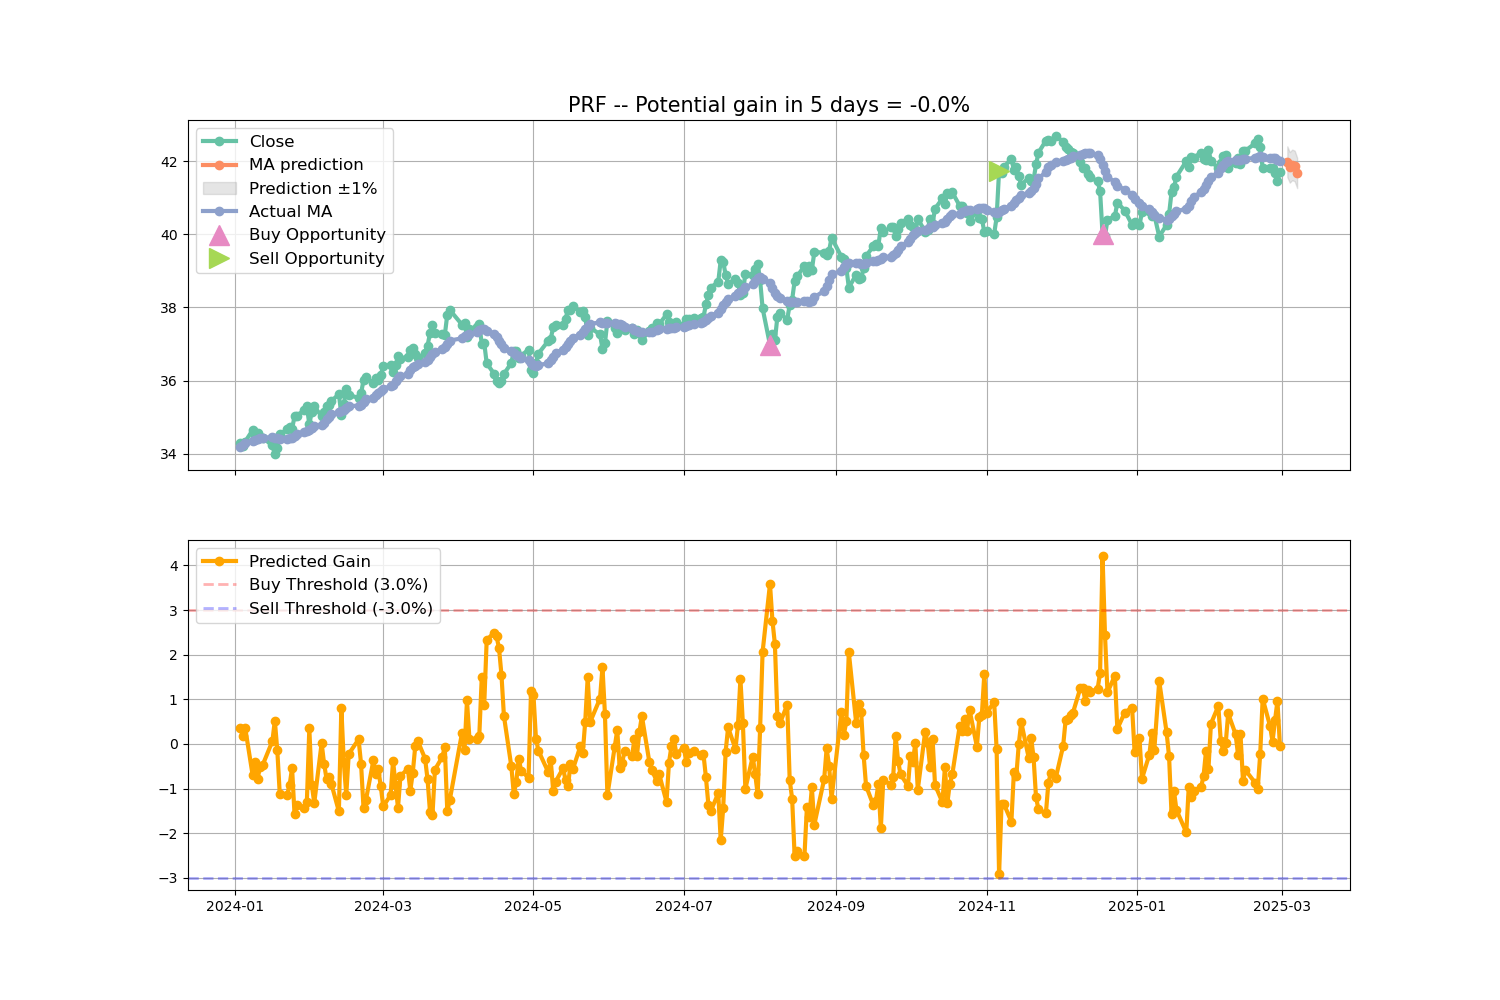 PRF -- Potential gain in 5 days = -0.0%
Close
MA prediction
Prediction ±1%
Actual MA
Buy Opportunity
Sell Opportunity
42
40
38
36
34
Predicted Gain
Buy Threshold (3.0%)
Sell Threshold (-3.0%)
4
3
2
1
0
−1
−2
−3
2024-01 2024-03 2024-05 2024-07 2024-09 2024-11 2025-01 2025-03